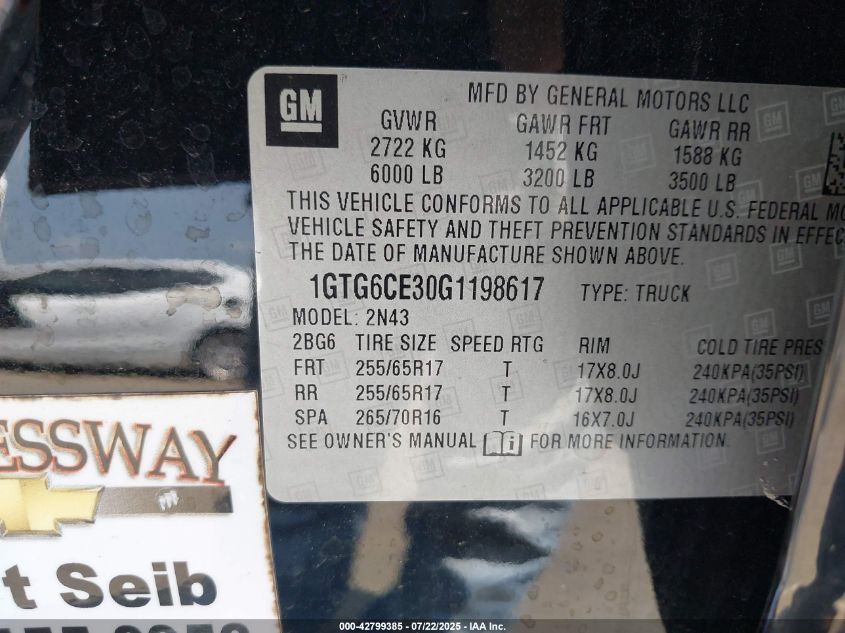 GM
MFD BY GENERAL MOTORS LLC
GVWR GAWR FRT GAWR RR
2722 KG 1452 KG 1588 KG
6000 LB 3200 LB 3500 LB
THIS VEHICLE CONFORMS TO ALL APPLICABLE U.S. FEDERAL MO
VEHICLE SAFETY AND THEFT PREVENTION STANDARDS IN EFFEC
THE DATE OF MANUFACTURE SHOWN ABOVE.
1GTG6CE30G1198617 TYPE: TRUCK
MODEL: 2N43
2BG6 TIRE SIZE SPEED RTG RIM COLD TIRE PRES
FRT 255/65R17 T 17X8.0J 240KPA(35PSI)
RR 255/65R17 T 17X8.0J 240KPA(35PSI)
SPA 265/70R16 T 16X7.0J 240KPA(35PSI)
SEE OWNER'S MANUAL FOR MORE INFORMATION.
ESSWAY
t Seib
000-42799385 - 07/22/2025 - IAA Inc.